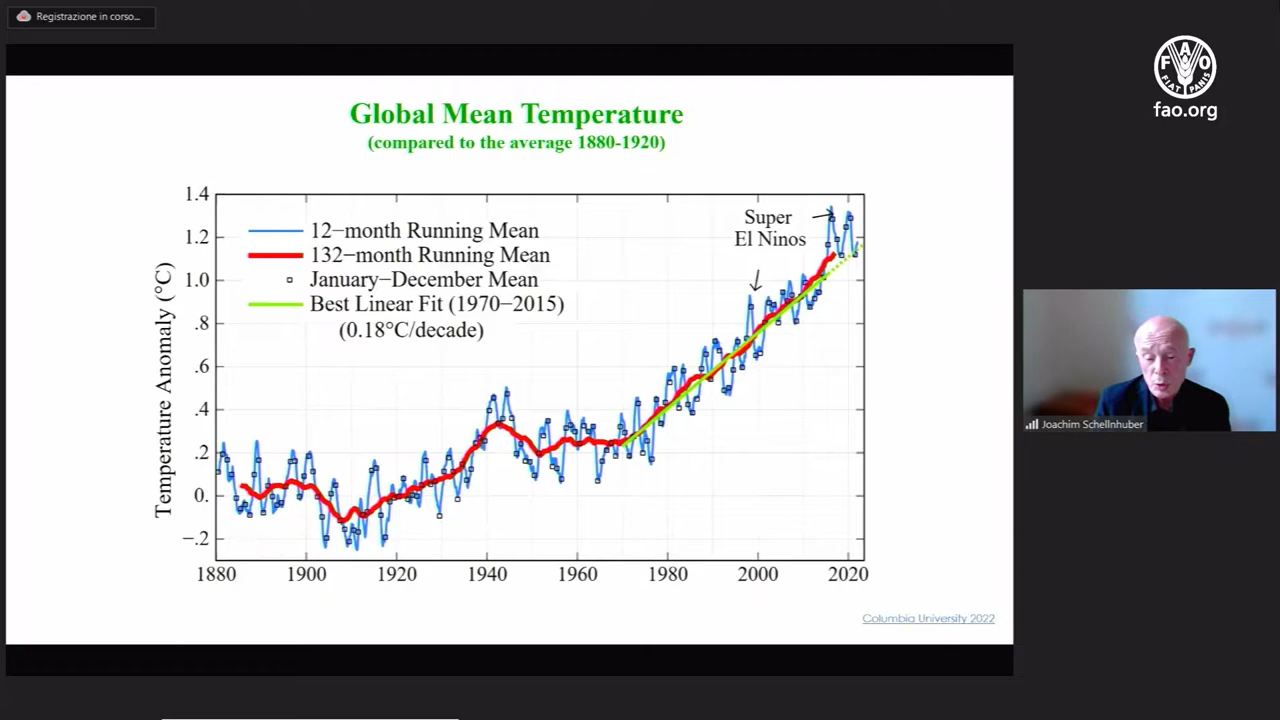 Registrazione in corso...
FAO
FIAT PANIS
fao.org
Global Mean Temperature
(compared to the average 1880-1920)
Temperature Anomaly (°C)
1.4
1.2
1.0
.8
.6
.4
.2
0.
−.2
12−month Running Mean
132−month Running Mean
January−December Mean
Best Linear Fit (1970−2015)
(0.18°C/decade)
Super
El Ninos
1880 1900 1920 1940 1960 1980 2000 2020
Columbia University 2022
Joachim Schellnhuber